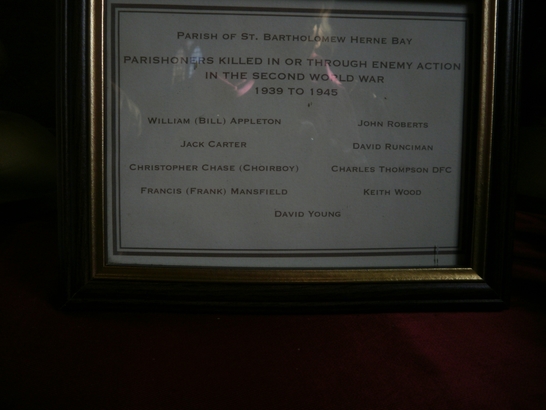 Parish of St. Bartholomew Herne Bay
Parishoners killed in or through enemy action
in the Second World War
1939 to 1945
William (Bill) Appleton John Roberts
Jack Carter David Runciman
Christopher Chase (Choirboy) Charles Thompson DFC
Francis (Frank) Mansfield Keith Wood
David Young